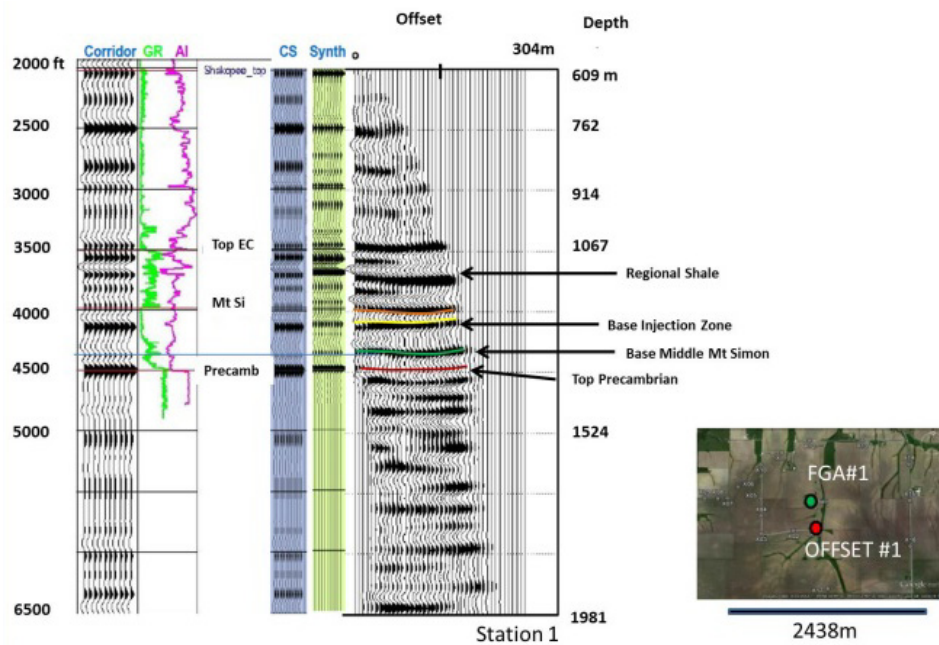 Offset
Depth
Corridor GR AI
CS Synth
304m
2000 ft
Shakopee_top
609 m
2500
762
3000
914
3500
Top EC
1067
Regional Shale
Mt Si
4000
Base Injection Zone
Base Middle Mt Simon
4500
Precamb
Top Precambrian
5000
1524
FGA#1
OFFSET #1
6500
1981
Station 1
2438m